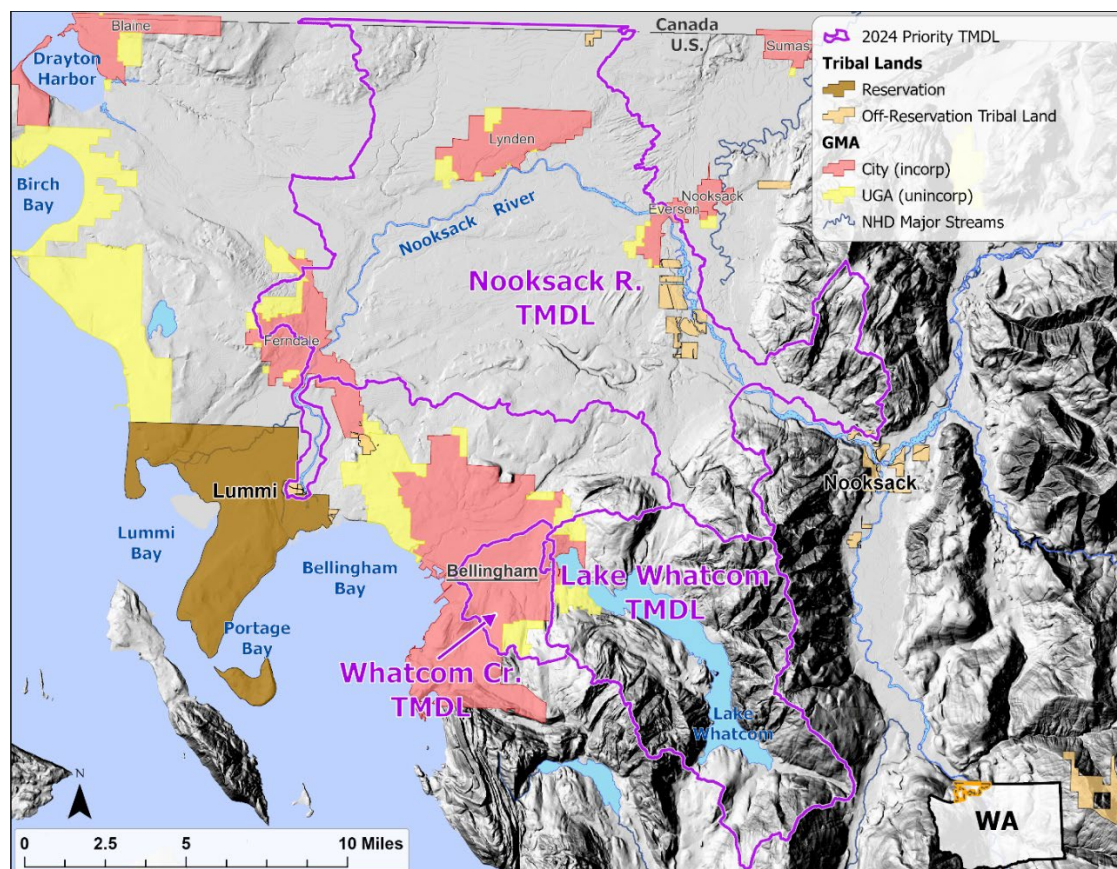 Blaine
Canada
U.S.
Sumas
Drayton
Harbor
2024 Priority TMDL
Tribal Lands
Reservation
Off-Reservation Tribal Land
GMA
City (incorp)
UGA (unincorp)
NHD Major Streams
Lynden
Birch
Bay
Nooksack River
Nooksack
Everson
Nooksack R.
TMDL
Ferndale
Lummi
Nooksack
Lummi
Bay
Bellingham
Bay
Bellingham
Lake Whatcom
TMDL
Portage
Bay
Whatcom Cr.
TMDL
Lake
Whatcom
N
0 2.5 5 10 Miles
WA